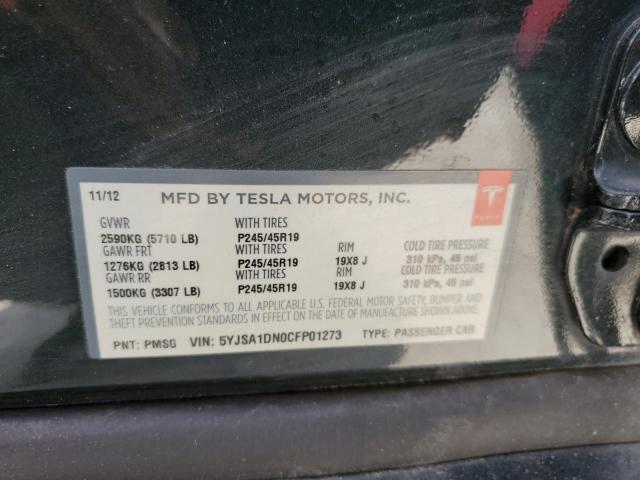 11/12 MFD BY TESLA MOTORS, INC.
TESLA
GVWR WITH TIRES
2590KG (5710 LB) P245/45R19 COLD TIRE PRESSURE
GAWR FRT WITH TIRES RIM 310 kPa, 45 psi
1276KG (2813 LB) P245/45R19 19X8 J COLD TIRE PRESSURE
GAWR RR WITH TIRES RIM 310 kPa, 45 psi
1500KG (3307 LB) P245/45R19 19X8 J
THIS VEHICLE CONFORMS TO ALL APPLICABLE U.S. FEDERAL MOTOR SAFETY, BUMPER AND
THEFT PREVENTION STANDARDS IN EFFECT ON THE DATE OF MANUFACTURE SHOWN ABOVE.
PNT: PMSG VIN: 5YJSA1DN0CFP01273 TYPE: PASSENGER CAR